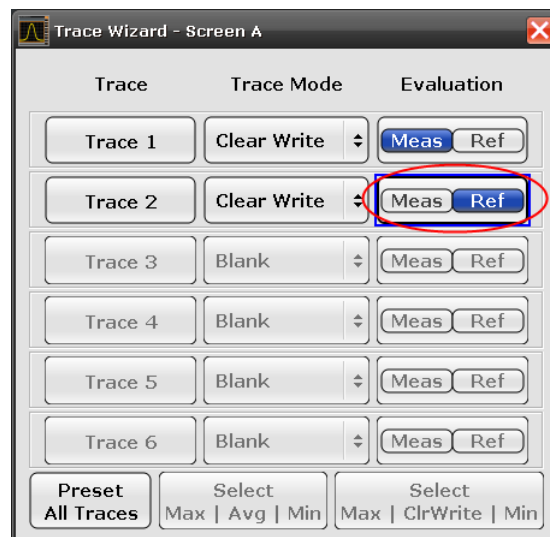 Trace Wizard - Screen A
Trace Trace Mode Evaluation
Trace 1 Clear Write Meas Ref
Trace 2 Clear Write Meas Ref
Trace 3 Blank Meas Ref
Trace 4 Blank Meas Ref
Trace 5 Blank Meas Ref
Trace 6 Blank Meas Ref
Preset Select Select
All Traces Max | Avg | Min Max | ClrWrite | Min